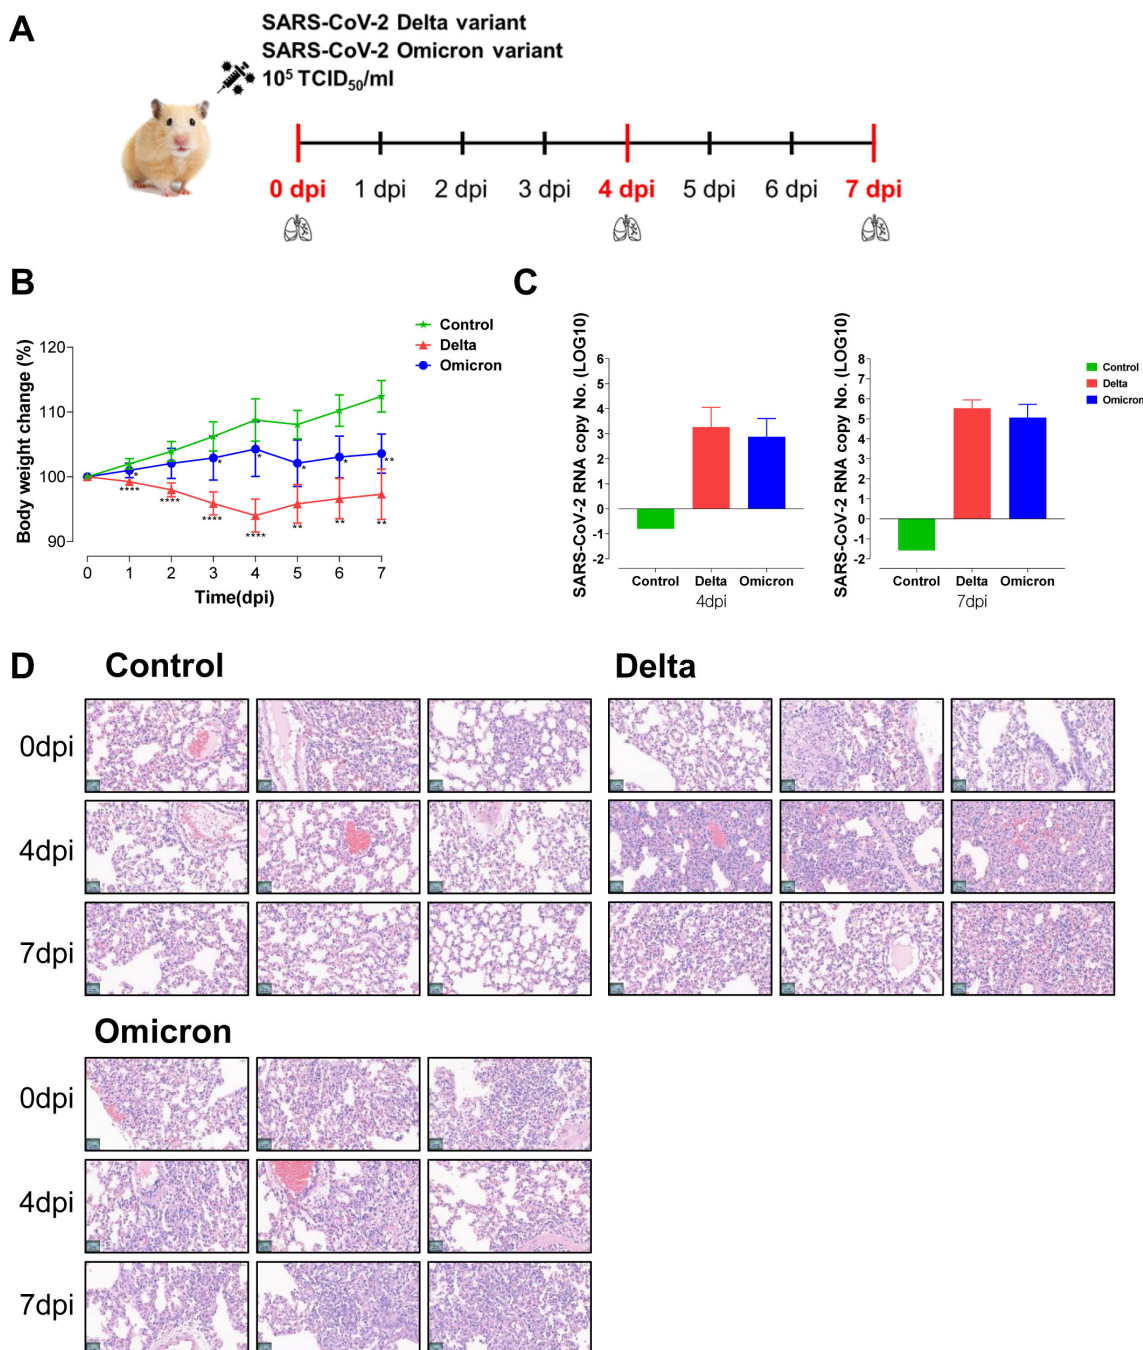 A
SARS-CoV-2 Delta variant
SARS-CoV-2 Omicron variant
10⁵ TCID₅₀/ml
0 dpi 1 dpi 2 dpi 3 dpi 4 dpi 5 dpi 6 dpi 7 dpi
B
Body weight change (%)
120
110
100
90
0 1 2 3 4 5 6 7
Time(dpi)
Control
Delta
Omicron
* * * * * **
**** **** **** **** ** ** **
C
SARS-CoV-2 RNA copy No. (LOG10)
6
5
4
3
2
1
0
-1
-2
Control Delta Omicron
4dpi
SARS-CoV-2 RNA copy No. (LOG10)
8
7
6
5
4
3
2
1
0
-1
-2
Control Delta Omicron
7dpi
Control
Delta
Omicron
D
Control
Delta
0dpi
4dpi
7dpi
Omicron
0dpi
4dpi
7dpi